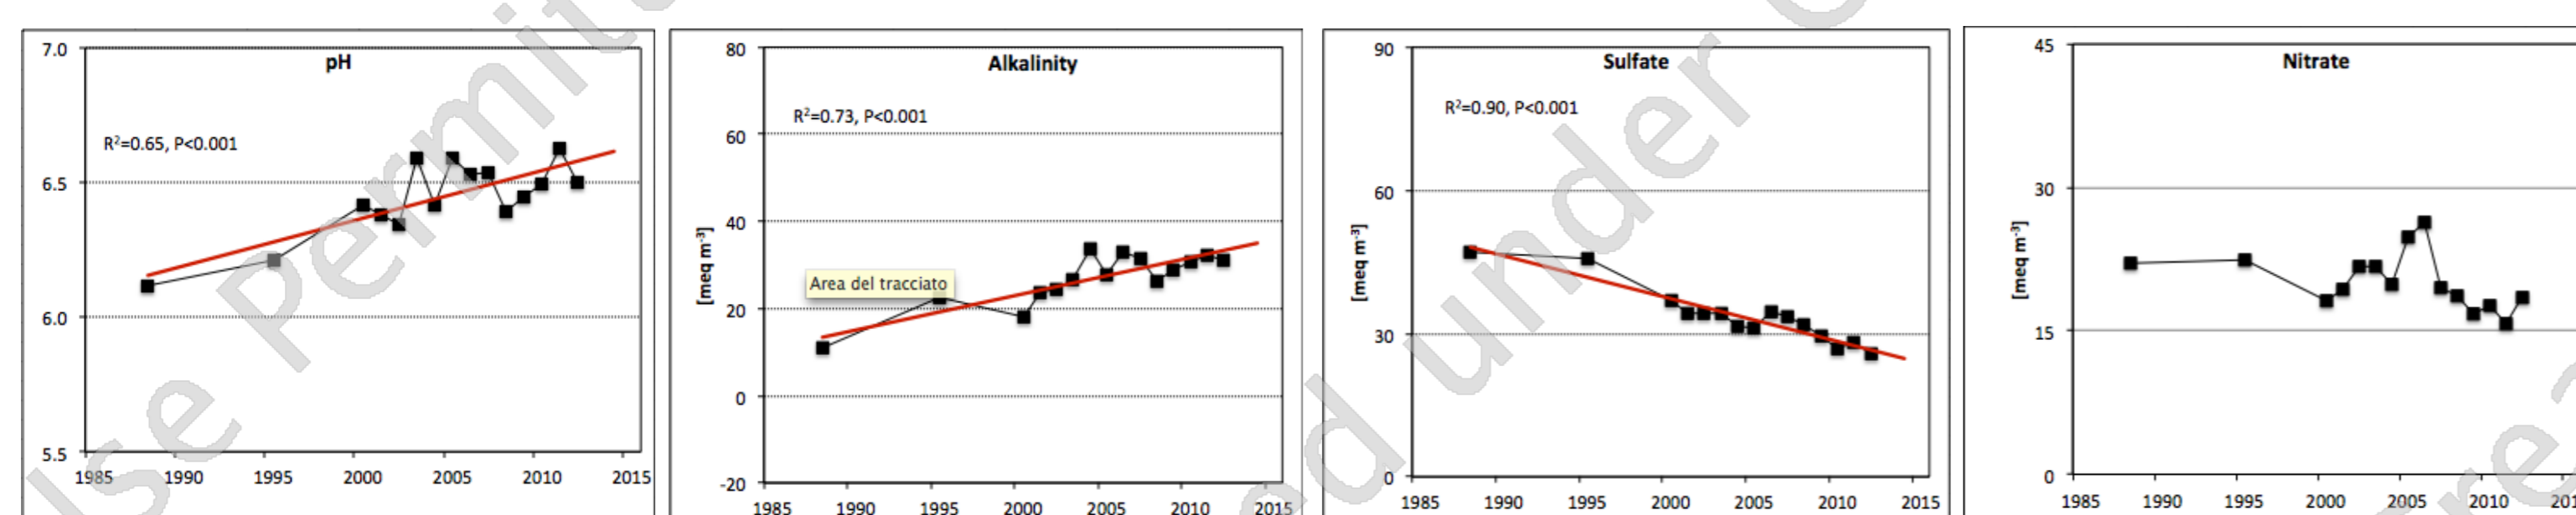 pH
R²=0.65, P<0.001
7.0
6.5
6.0
5.5
1985 1990 1995 2000 2005 2010 2015
Alkalinity
R²=0.73, P<0.001
[meq m⁻³]
80
60
40
20
0
-20
Area del tracciato
1985 1990 1995 2000 2005 2010 2015
Sulfate
R²=0.90, P<0.001
[meq m⁻³]
90
60
30
0
1985 1990 1995 2000 2005 2010 2015
Nitrate
[meq m⁻³]
45
30
15
0
1985 1990 1995 2000 2005 2010
under